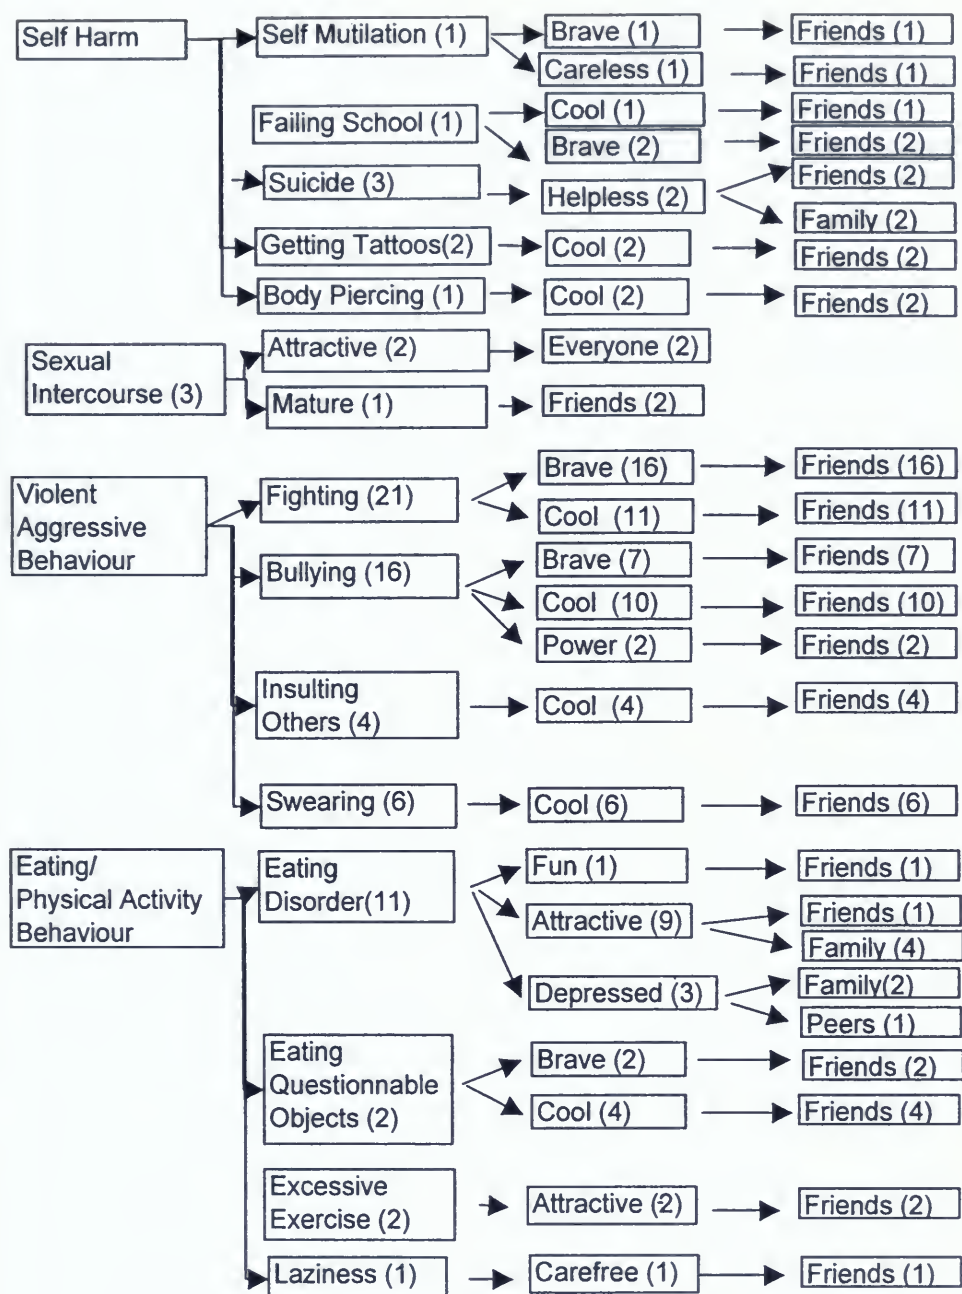 Self Harm
Self Mutilation (1)
Brave (1)
Friends (1)
Careless (1)
Friends (1)
Failing School (1)
Cool (1)
Friends (1)
Brave (2)
Friends (2)
Suicide (3)
Helpless (2)
Friends (2)
Family (2)
Getting Tattoos(2)
Cool (2)
Friends (2)
Body Piercing (1)
Cool (2)
Friends (2)
Sexual
Intercourse (3)
Attractive (2)
Everyone (2)
Mature (1)
Friends (2)
Violent
Aggressive
Behaviour
Fighting (21)
Brave (16)
Friends (16)
Cool (11)
Friends (11)
Bullying (16)
Brave (7)
Friends (7)
Cool (10)
Friends (10)
Power (2)
Friends (2)
Insulting
Others (4)
Cool (4)
Friends (4)
Swearing (6)
Cool (6)
Friends (6)
Eating/
Physical Activity
Behaviour
Eating
Disorder(11)
Fun (1)
Friends (1)
Attractive (9)
Friends (1)
Family (4)
Depressed (3)
Family(2)
Peers (1)
Eating
Questionnable
Objects (2)
Brave (2)
Friends (2)
Cool (4)
Friends (4)
Excessive
Exercise (2)
Attractive (2)
Friends (2)
Laziness (1)
Carefree (1)
Friends (1)